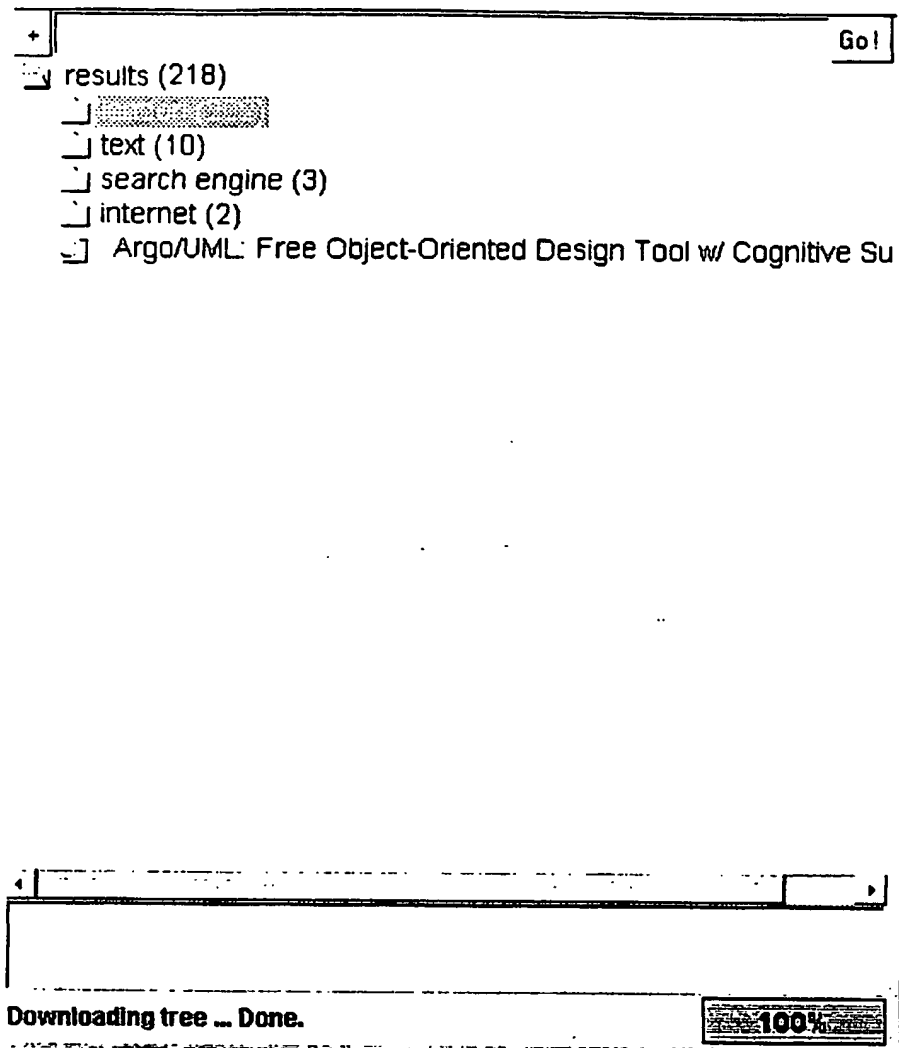 + Go!
results (218)
text (10)
search engine (3)
internet (2)
Argo/UML: Free Object-Oriented Design Tool w/ Cognitive Su
Downloading tree ... Done. 100%